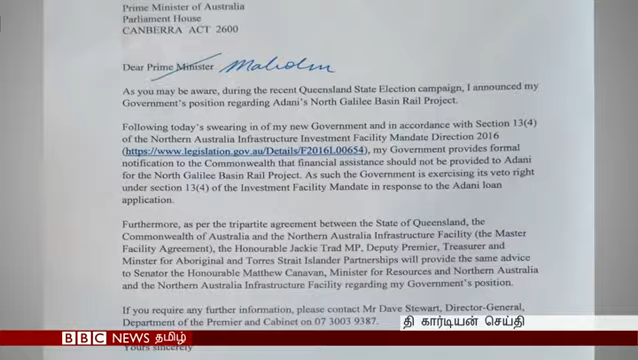 Prime Minister of Australia
Parliament House
CANBERRA ACT 2600
Dear Prime Minister Malcolm
As you may be aware, during the recent Queensland State Election campaign, I announced my
Government's position regarding Adani's North Galilee Basin Rail Project.
Following today's swearing in of my new Government and in accordance with Section 13(4)
of the Northern Australia Infrastructure Investment Facility Mandate Direction 2016
(https://www.legislation.gov.au/Details/F2016L00654), my Government provides formal
notification to the Commonwealth that financial assistance should not be provided to Adani
for the North Galilee Basin Rail Project. As such the Government is exercising its veto right
under section 13(4) of the Investment Facility Mandate in response to the Adani loan
application.
Furthermore, as per the tripartite agreement between the State of Queensland, the
Commonwealth of Australia and the Northern Australia Infrastructure Facility (the Master
Facility Agreement), the Honourable Jackie Trad MP, Deputy Premier, Treasurer and
Minster for Aboriginal and Torres Strait Islander Partnerships will provide the same advice
to Senator the Honourable Matthew Canavan, Minister for Resources and Northern Australia
and the Northern Australia Infrastructure Facility regarding my Government's position.
If you require any further information, please contact Mr Dave Stewart, Director-General,
Department of the Premier and Cabinet on 07 3003 9387.
தி கார்டியன் செய்தி
BBC NEWS தமிழ்
Yours sincerely